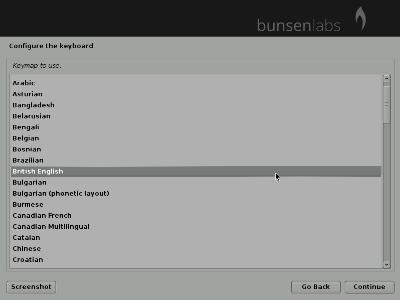 bunsenlabs
Configure the keyboard
Keymap to use:
Arabic
Asturian
Bangladesh
Belarusian
Bengali
Belgian
Bosnian
Brazilian
British English
Bulgarian
Bulgarian (phonetic layout)
Burmese
Canadian French
Canadian Multilingual
Catalan
Chinese
Croatian
Screenshot
Go Back
Continue